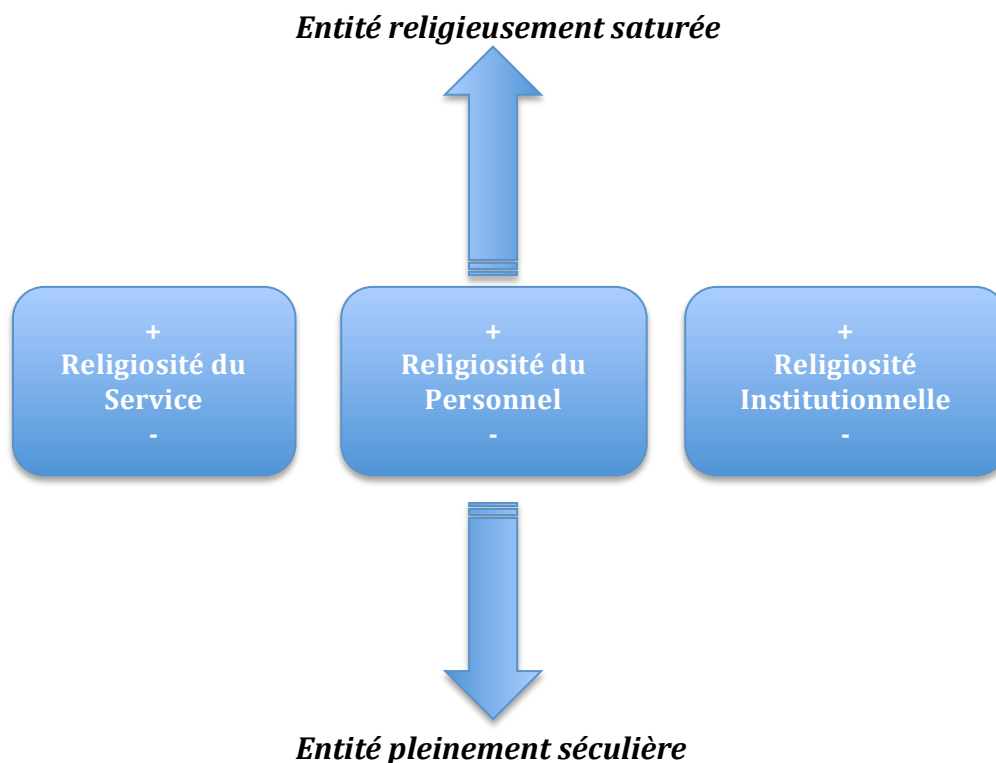 Entité religieusement saturée
+
Religiosité du
Service
-
+
Religiosité du
Personnel
-
+
Religiosité
Institutionnelle
-
Entité pleinement séculière